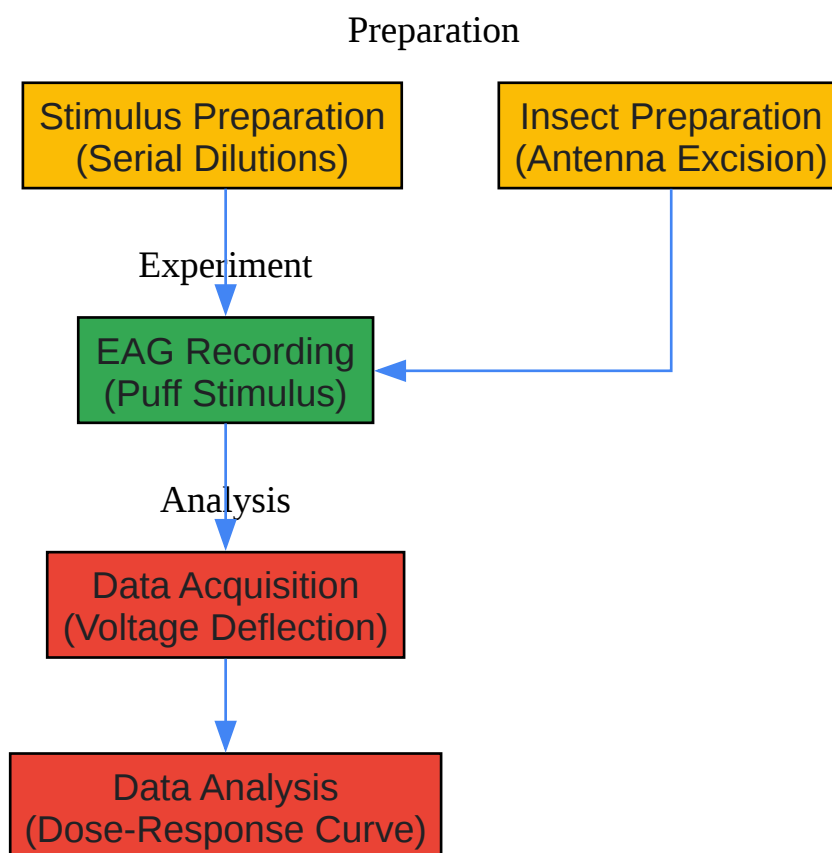 Preparation
Stimulus Preparation
(Serial Dilutions)
Insect Preparation
(Antenna Excision)
Experiment
EAG Recording
(Puff Stimulus)
Analysis
Data Acquisition
(Voltage Deflection)
Data Analysis
(Dose-Response Curve)